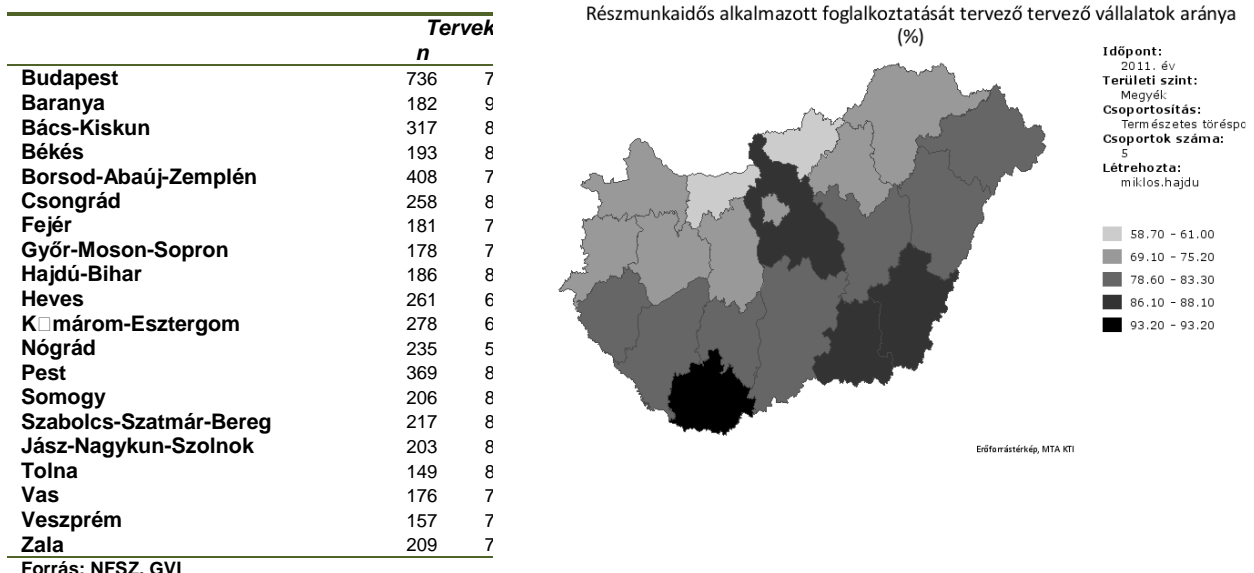 Tervek
n
Budapest 736 7
Baranya 182 9
Bács-Kiskun 317 8
Békés 193 8
Borsod-Abaúj-Zemplén 408 7
Csongrád 258 8
Fejér 181 7
Győr-Moson-Sopron 178 7
Hajdú-Bihar 186 8
Heves 261 6
K□márom-Esztergom 278 6
Nógrád 235 5
Pest 369 8
Somogy 206 8
Szabolcs-Szatmár-Bereg 217 8
Jász-Nagykun-Szolnok 203 8
Tolna 149 8
Vas 176 7
Veszprém 157 7
Zala 209 7
Forrás: NFSZ, GVI
Részmunkaidős alkalmazott foglalkoztatását tervező tervező vállalatok aránya
(%)
Időpont:
2011. év
Területi szint:
Megyék
Csoportosítás:
Természetes töréspo
Csoportok száma:
5
Létrehozta:
miklos.hajdu
58.70 - 61.00
69.10 - 75.20
78.60 - 83.30
86.10 - 88.10
93.20 - 93.20
Erőforrástérkép, MTA KTI